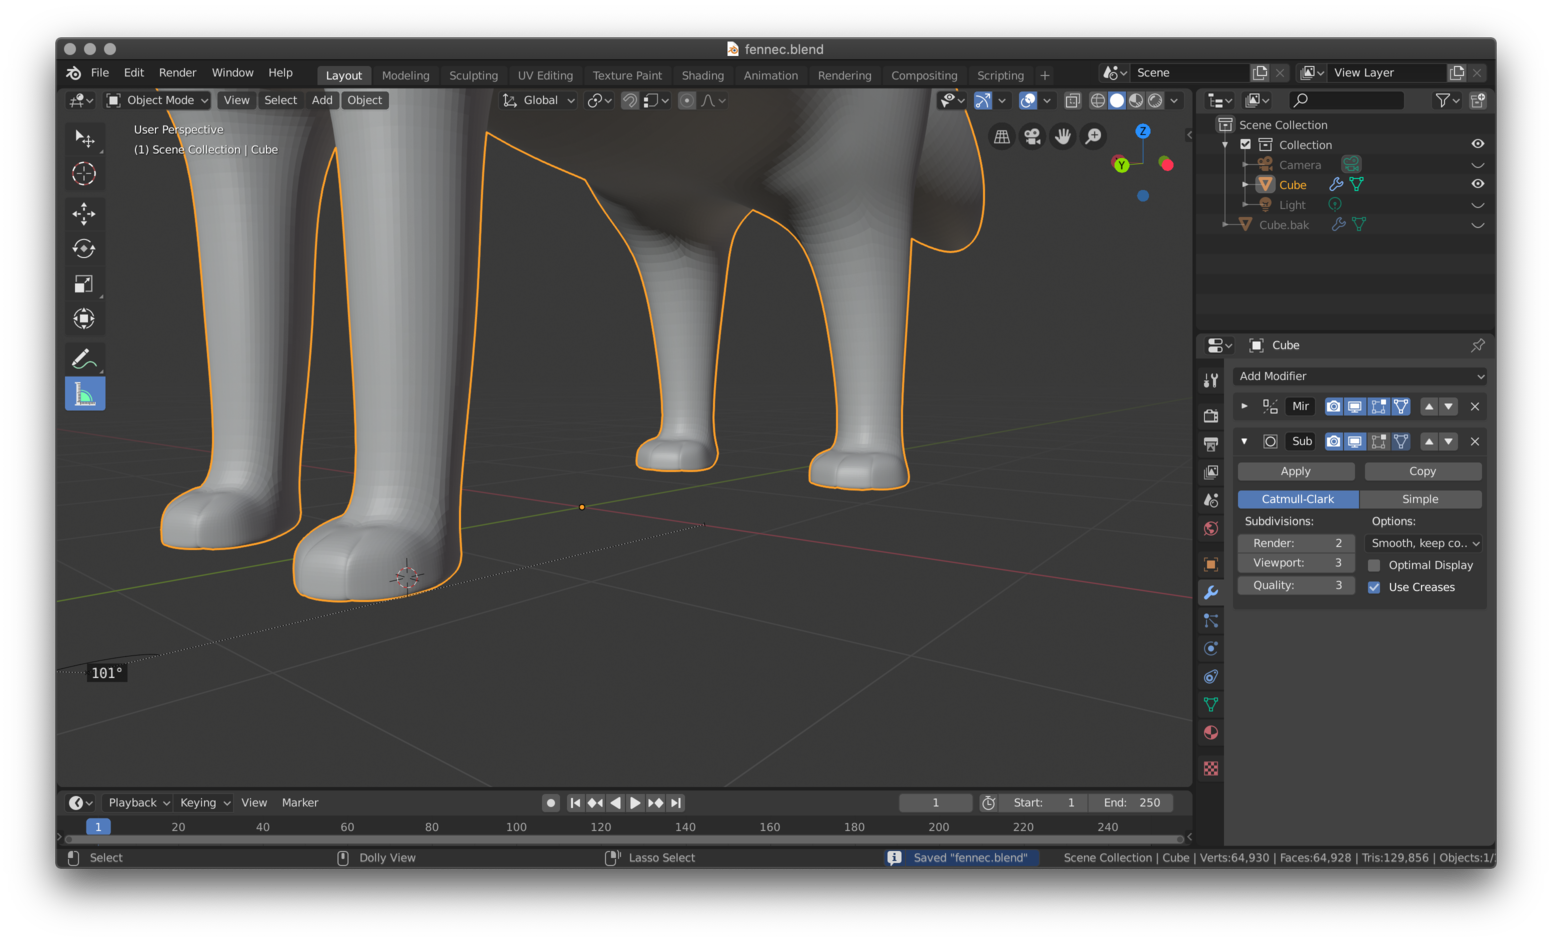 fennec.blend
File Edit Render Window Help
Layout Modeling Sculpting UV Editing Texture Paint Shading Animation Rendering Compositing Scripting +
Scene
View Layer
Object Mode View Select Add Object
Global
User Perspective
(1) Scene Collection | Cube
Z
Y
101°
Scene Collection
Collection
Camera
Cube
Light
Cube.bak
Cube
Add Modifier
Mir
Sub
Apply Copy
Catmull-Clark Simple
Subdivisions: Options:
Render: 2 Smooth, keep co..
Viewport: 3 Optimal Display
Quality: 3 Use Creases
Playback Keying View Marker
1 Start: 1 End: 250
1 20 40 60 80 100 120 140 160 180 200 220 240
Select Dolly View Lasso Select Saved "fennec.blend" Scene Collection | Cube | Verts:64,930 | Faces:64,928 | Tris:129,856 | Objects:1/